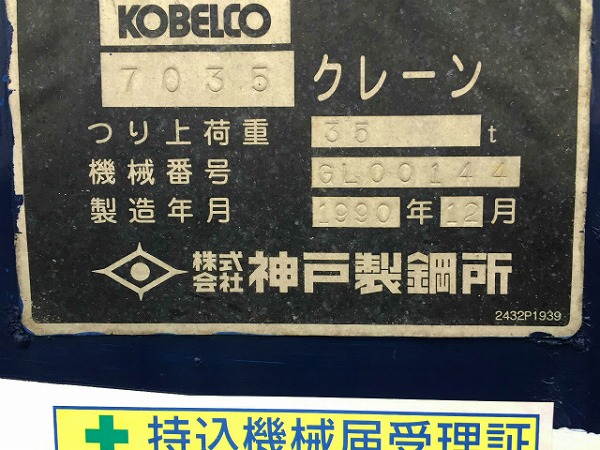 KOBELCO
7035 クレーン
つり上荷重 35 t
機械番号 GL00144
製造年月 1990年12月
株式会社 神戸製鋼所
2432P1939
持込機械届受理証